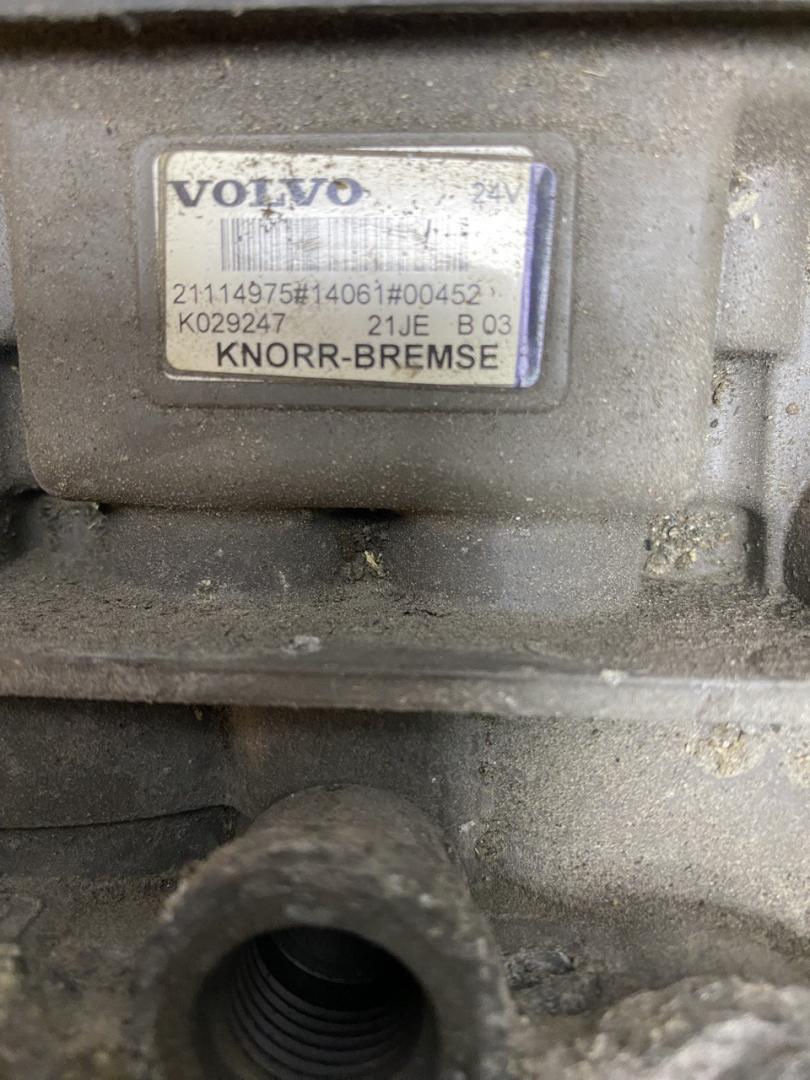 VOLVO 24V
21114975#14061#00452
K029247 21JE B 03
KNORR-BREMSE